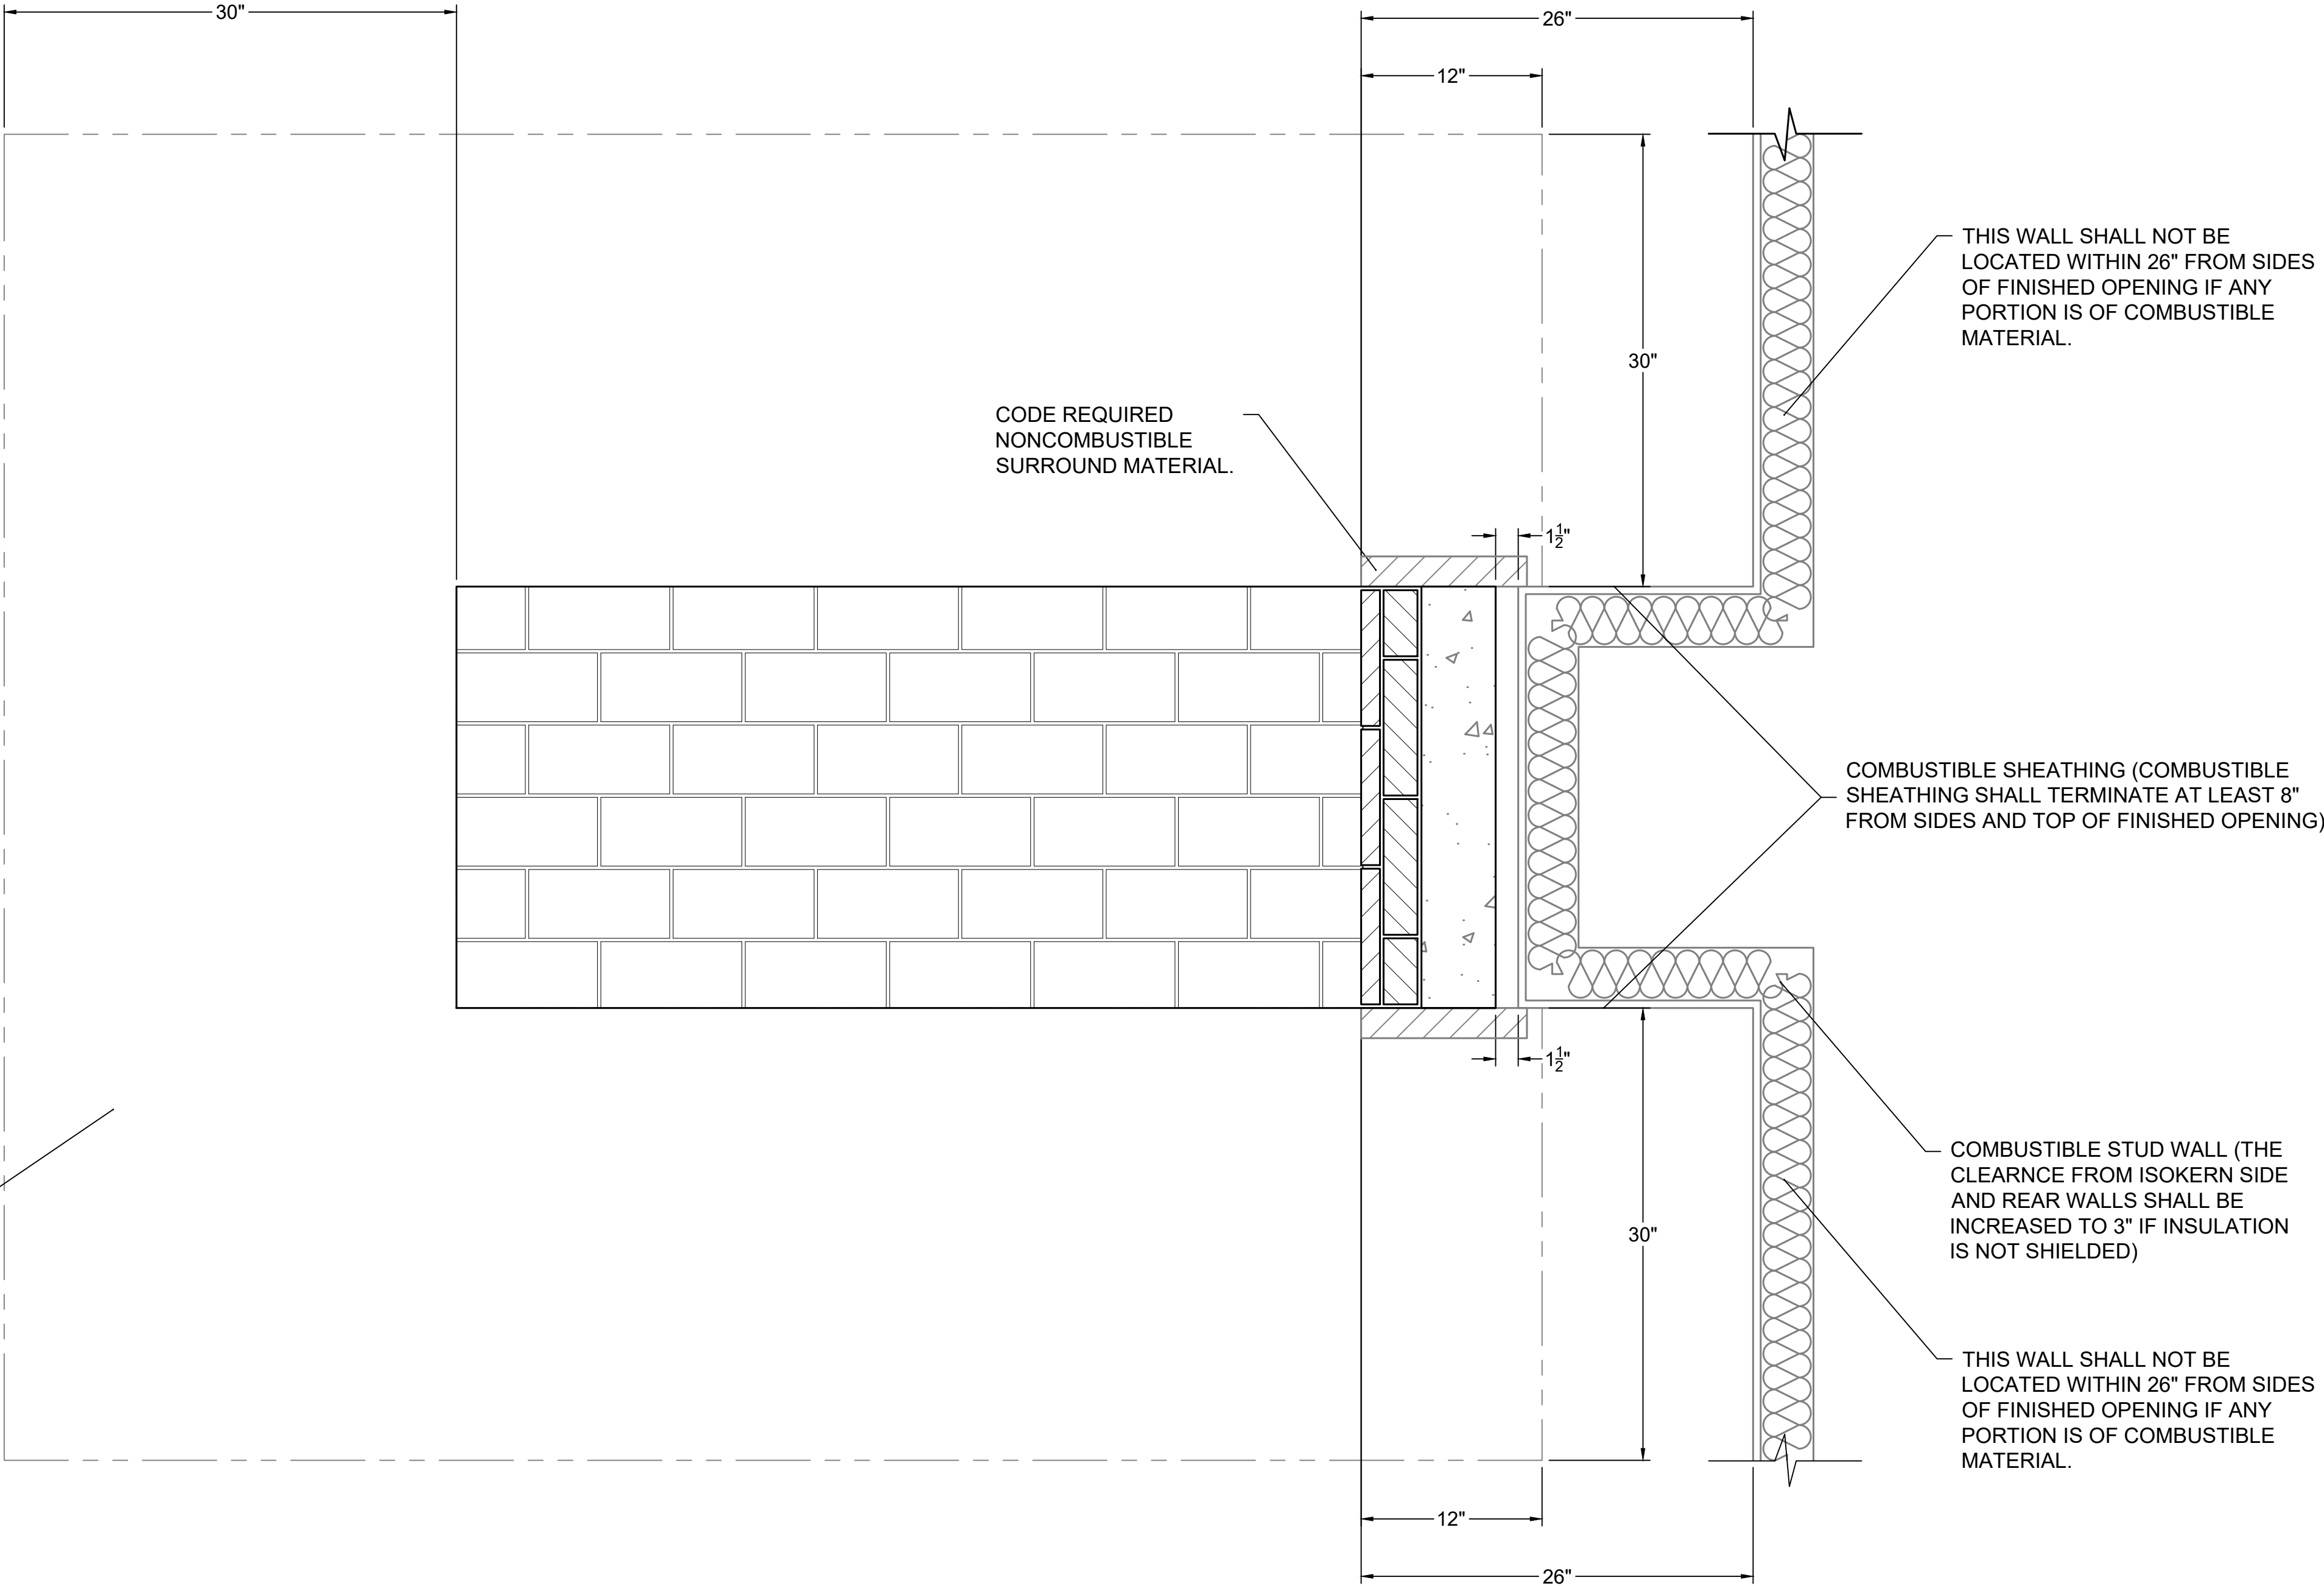 30"
26"
12"
THIS WALL SHALL NOT BE
LOCATED WITHIN 26" FROM SIDES
OF FINISHED OPENING IF ANY
PORTION IS OF COMBUSTIBLE
MATERIAL.
30"
CODE REQUIRED
NONCOMBUSTIBLE
SURROUND MATERIAL.
1 1/2"
COMBUSTIBLE SHEATHING (COMBUSTIBLE
SHEATHING SHALL TERMINATE AT LEAST 8"
FROM SIDES AND TOP OF FINISHED OPENING)
1 1/2"
COMBUSTIBLE STUD WALL (THE
CLEARNCE FROM ISOKERN SIDE
AND REAR WALLS SHALL BE
INCREASED TO 3" IF INSULATION
IS NOT SHIELDED)
30"
THIS WALL SHALL NOT BE
LOCATED WITHIN 26" FROM SIDES
OF FINISHED OPENING IF ANY
PORTION IS OF COMBUSTIBLE
MATERIAL.
12"
26"